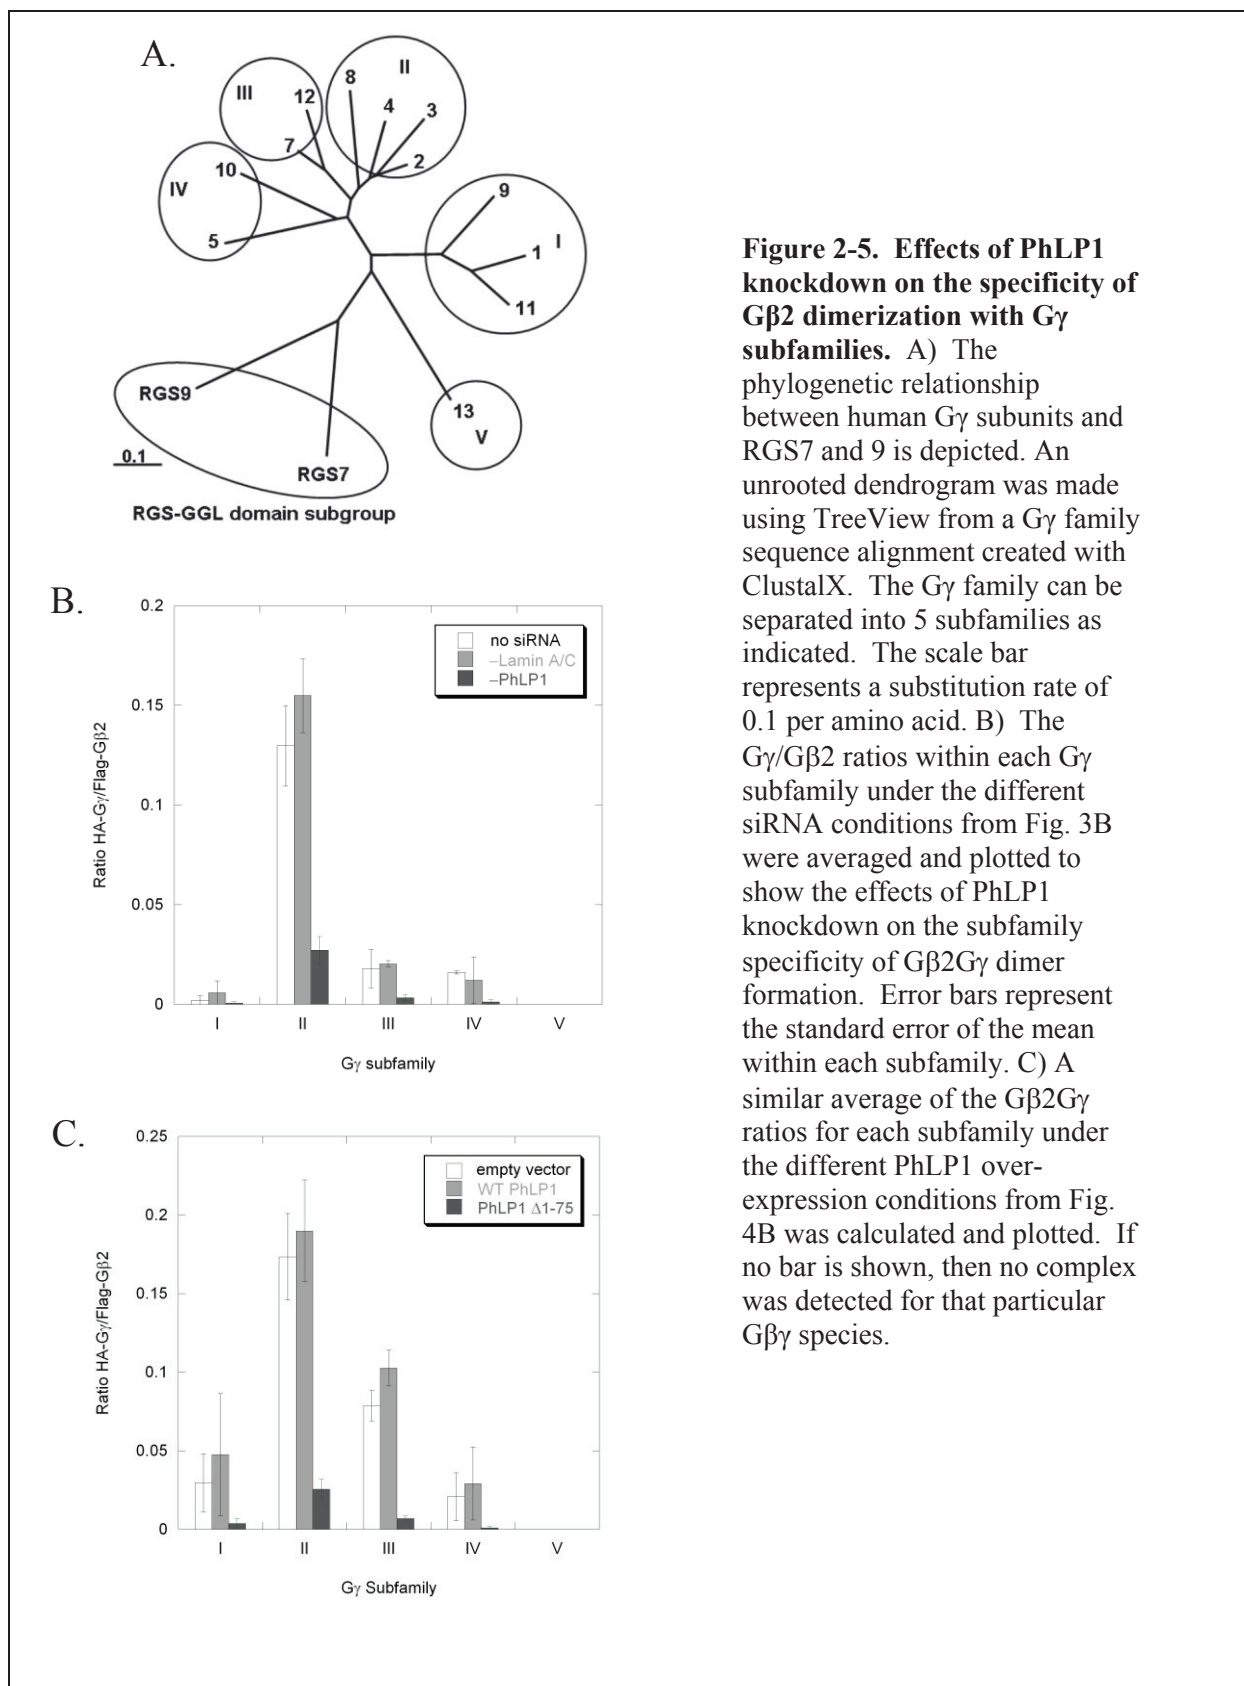 A.
II
8
III
12
4
3
7
2
10
IV
9
I
5
1
11
RGS9
13
V
0.1
RGS7
RGS-GGL domain subgroup
B.
0.2
no siRNA
–Lamin A/C
–PhLP1
0.15
Ratio HA-Gγ/Flag-Gβ2
0.1
0.05
0
I II III IV V
Gγ subfamily
C.
0.25
empty vector
WT PhLP1
PhLP1 Δ1-75
0.2
0.15
Ratio HA-Gγ/Flag-Gβ2
0.1
0.05
0
I II III IV V
Gγ Subfamily
Figure 2-5. Effects of PhLP1
knockdown on the specificity of
Gβ2 dimerization with Gγ
subfamilies. A) The
phylogenetic relationship
between human Gγ subunits and
RGS7 and 9 is depicted. An
unrooted dendrogram was made
using TreeView from a Gγ family
sequence alignment created with
ClustalX. The Gγ family can be
separated into 5 subfamilies as
indicated. The scale bar
represents a substitution rate of
0.1 per amino acid. B) The
Gγ/Gβ2 ratios within each Gγ
subfamily under the different
siRNA conditions from Fig. 3B
were averaged and plotted to
show the effects of PhLP1
knockdown on the subfamily
specificity of Gβ2Gγ dimer
formation. Error bars represent
the standard error of the mean
within each subfamily. C) A
similar average of the Gβ2Gγ
ratios for each subfamily under
the different PhLP1 over-
expression conditions from Fig.
4B was calculated and plotted. If
no bar is shown, then no complex
was detected for that particular
Gβγ species.